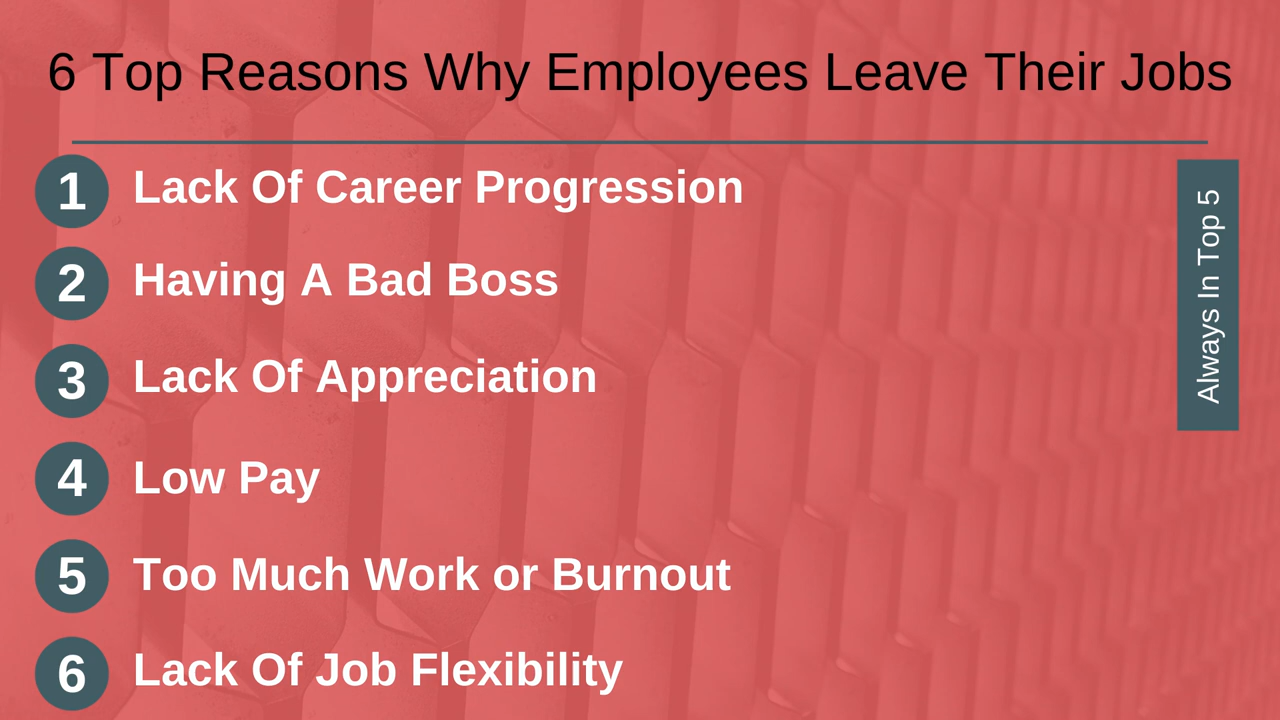 6 Top Reasons Why Employees Leave Their Jobs
1 Lack Of Career Progression
2 Having A Bad Boss
3 Lack Of Appreciation
4 Low Pay
5 Too Much Work or Burnout
6 Lack Of Job Flexibility
Always In Top 5